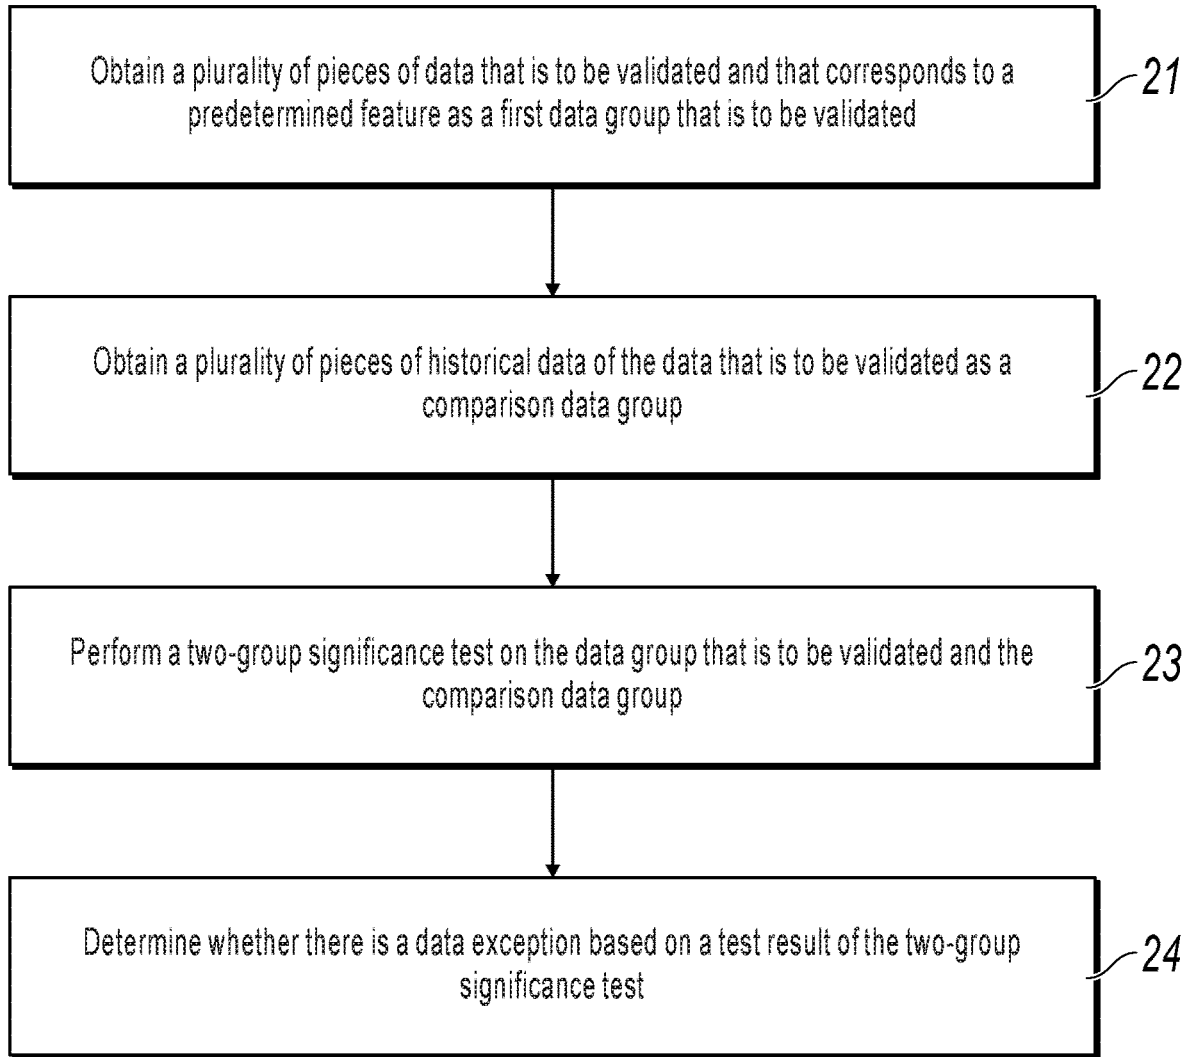 Obtain a plurality of pieces of data that is to be validated and that corresponds to a
predetermined feature as a first data group that is to be validated
21
Obtain a plurality of pieces of historical data of the data that is to be validated as a
comparison data group
22
Perform a two-group significance test on the data group that is to be validated and the
comparison data group
23
Determine whether there is a data exception based on a test result of the two-group
significance test
24